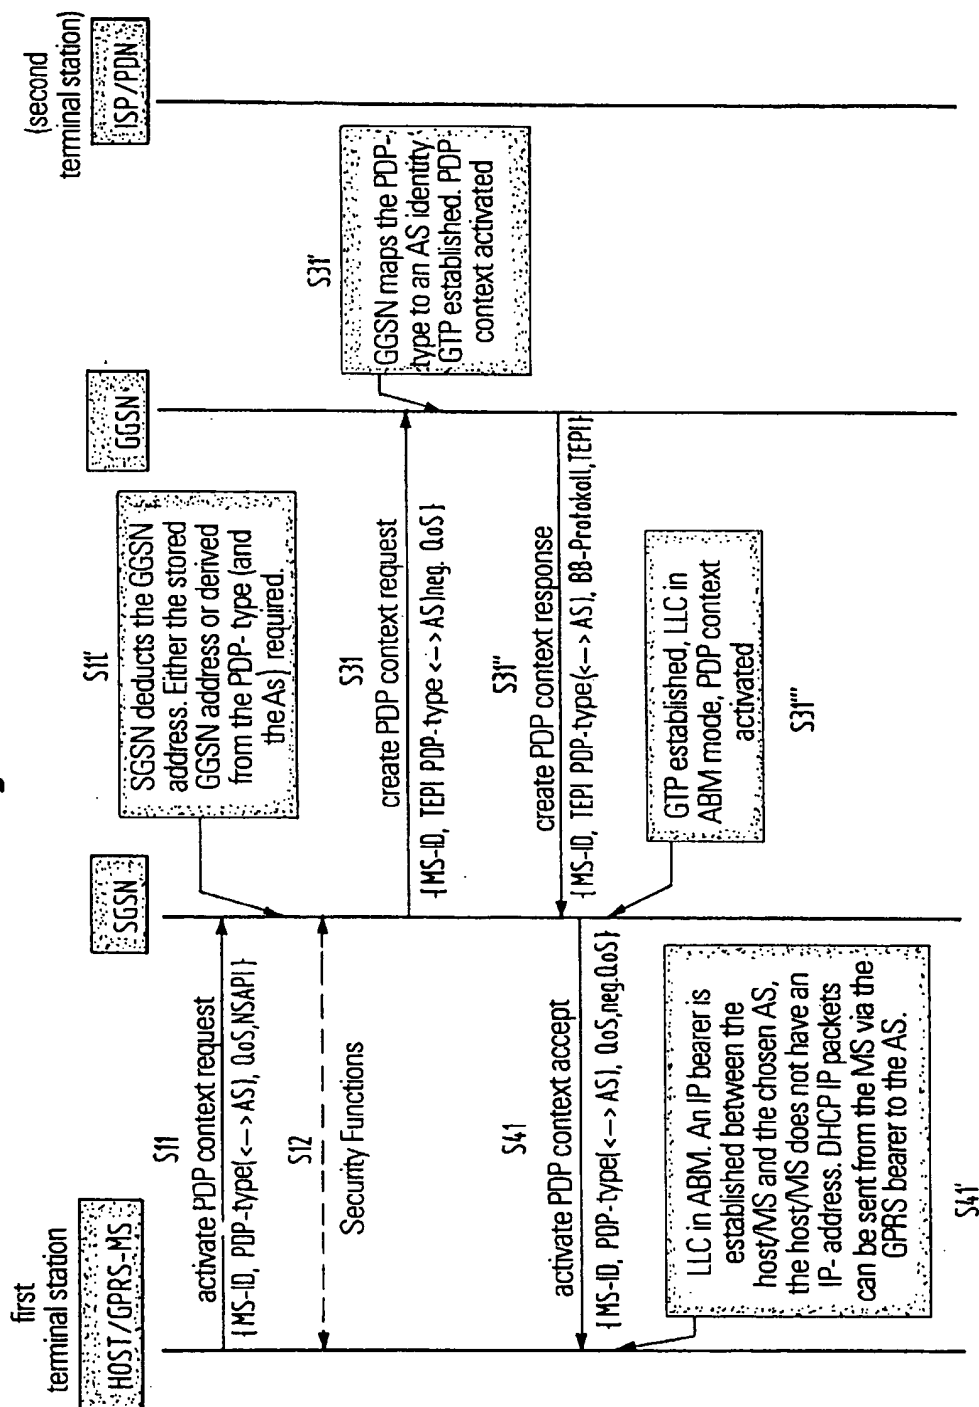 first
terminal station
HOST/GPRS-MS
SGSN
GGSN
(second
terminal station)
ISP/PDN
S11
activate PDP context request
{MS-ID, PDP-type(<-->AS), QoS,NSAPI}
S11'
SGSN deducts the GGSN
address. Either the stored
GGSN address or derived
from the PDP-type (and
the As) required.
S12
Security Functions
S31
create PDP context request
{MS-ID, TEPI PDP-type <-->AS)neg. QoS}
S31'
GGSN maps the PDP-
type to an AS identity
GTP established. PDP
context activated
S31"
create PDP context response
{MS-ID, TEPI PDP-type(<-->AS), BB-Protokoll,TEPI}
S41
activate PDP context accept
{MS-ID, PDP-type(<-->AS), QoS,neg.QoS}
GTP established, LLC in
ABM mode, PDP context
activated
S31"'
LLC in ABM. An IP bearer is
established between the
host/MS and the chosen AS,
the host/MS does not have an
IP- address. DHCP IP packets
can be sent from the MS via the
GPRS bearer to the AS.
S41'